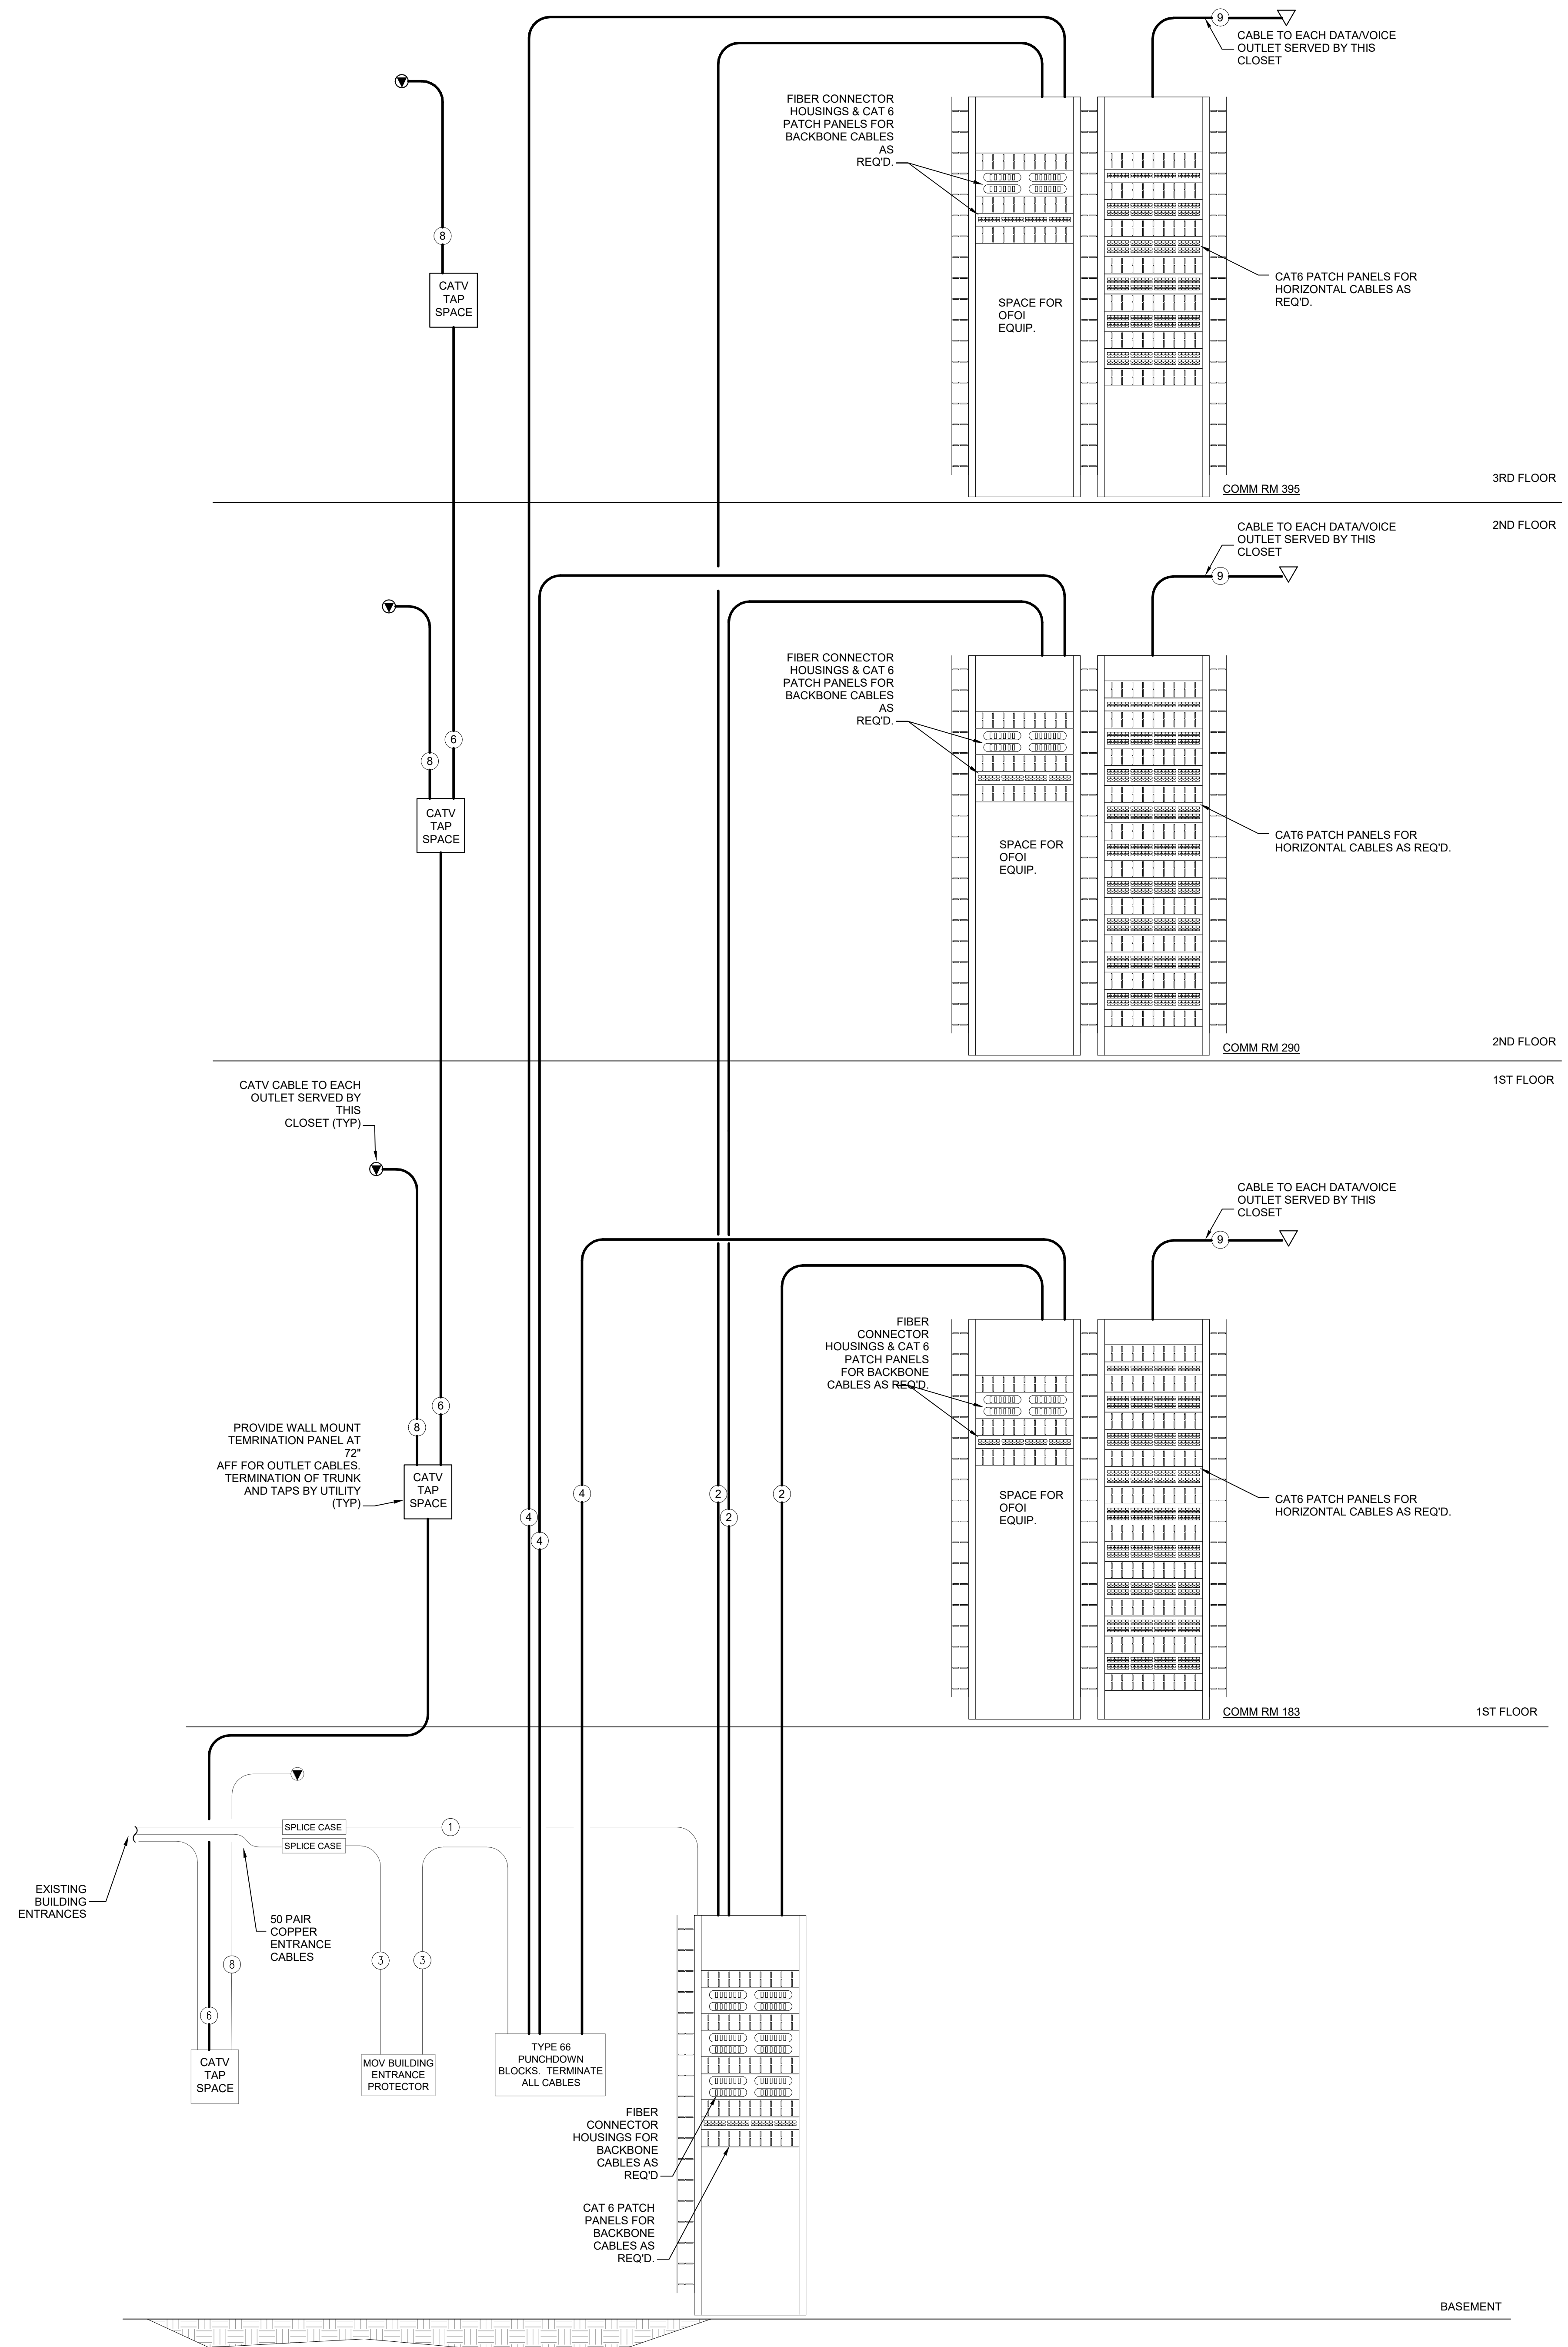 9
CABLE TO EACH DATA/VOICE
OUTLET SERVED BY THIS
CLOSET
FIBER CONNECTOR
HOUSINGS & CAT 6
PATCH PANELS FOR
BACKBONE CABLES
AS
REQ'D.
8
CATV
TAP
SPACE
SPACE FOR
OFOI
EQUIP.
CAT6 PATCH PANELS FOR
HORIZONTAL CABLES AS
REQ'D.
COMM RM 395
3RD FLOOR
2ND FLOOR
CABLE TO EACH DATA/VOICE
OUTLET SERVED BY THIS
CLOSET
9
FIBER CONNECTOR
HOUSINGS & CAT 6
PATCH PANELS FOR
BACKBONE CABLES
AS
REQ'D.
6
8
CATV
TAP
SPACE
SPACE FOR
OFOI
EQUIP.
CAT6 PATCH PANELS FOR
HORIZONTAL CABLES AS REQ'D.
COMM RM 290
2ND FLOOR
1ST FLOOR
CATV CABLE TO EACH
OUTLET SERVED BY
THIS
CLOSET (TYP)
CABLE TO EACH DATA/VOICE
OUTLET SERVED BY THIS
CLOSET
9
FIBER
CONNECTOR
HOUSINGS & CAT 6
PATCH PANELS
FOR BACKBONE
CABLES AS REQ'D.
6
8
PROVIDE WALL MOUNT
TEMRINATION PANEL AT
72"
AFF FOR OUTLET CABLES.
TERMINATION OF TRUNK
AND TAPS BY UTILITY
(TYP)
CATV
TAP
SPACE
4
4
4
2
2
2
SPACE FOR
OFOI
EQUIP.
CAT6 PATCH PANELS FOR
HORIZONTAL CABLES AS REQ'D.
COMM RM 183
1ST FLOOR
SPLICE CASE
1
SPLICE CASE
EXISTING
BUILDING
ENTRANCES
50 PAIR
COPPER
ENTRANCE
CABLES
8
3
3
6
CATV
TAP
SPACE
MOV BUILDING
ENTRANCE
PROTECTOR
TYPE 66
PUNCHDOWN
BLOCKS. TERMINATE
ALL CABLES
FIBER
CONNECTOR
HOUSINGS FOR
BACKBONE
CABLES AS
REQ'D
CAT 6 PATCH
PANELS FOR
BACKBONE
CABLES AS
REQ'D.
BASEMENT